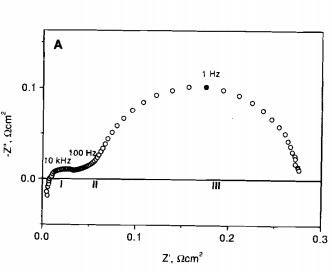 A
1 Hz
0.1
100 Hz
10 kHz
0.0
I
II
III
0.0
0.1
0.2
0.3
-Z", Ωcm²
Z', Ωcm²